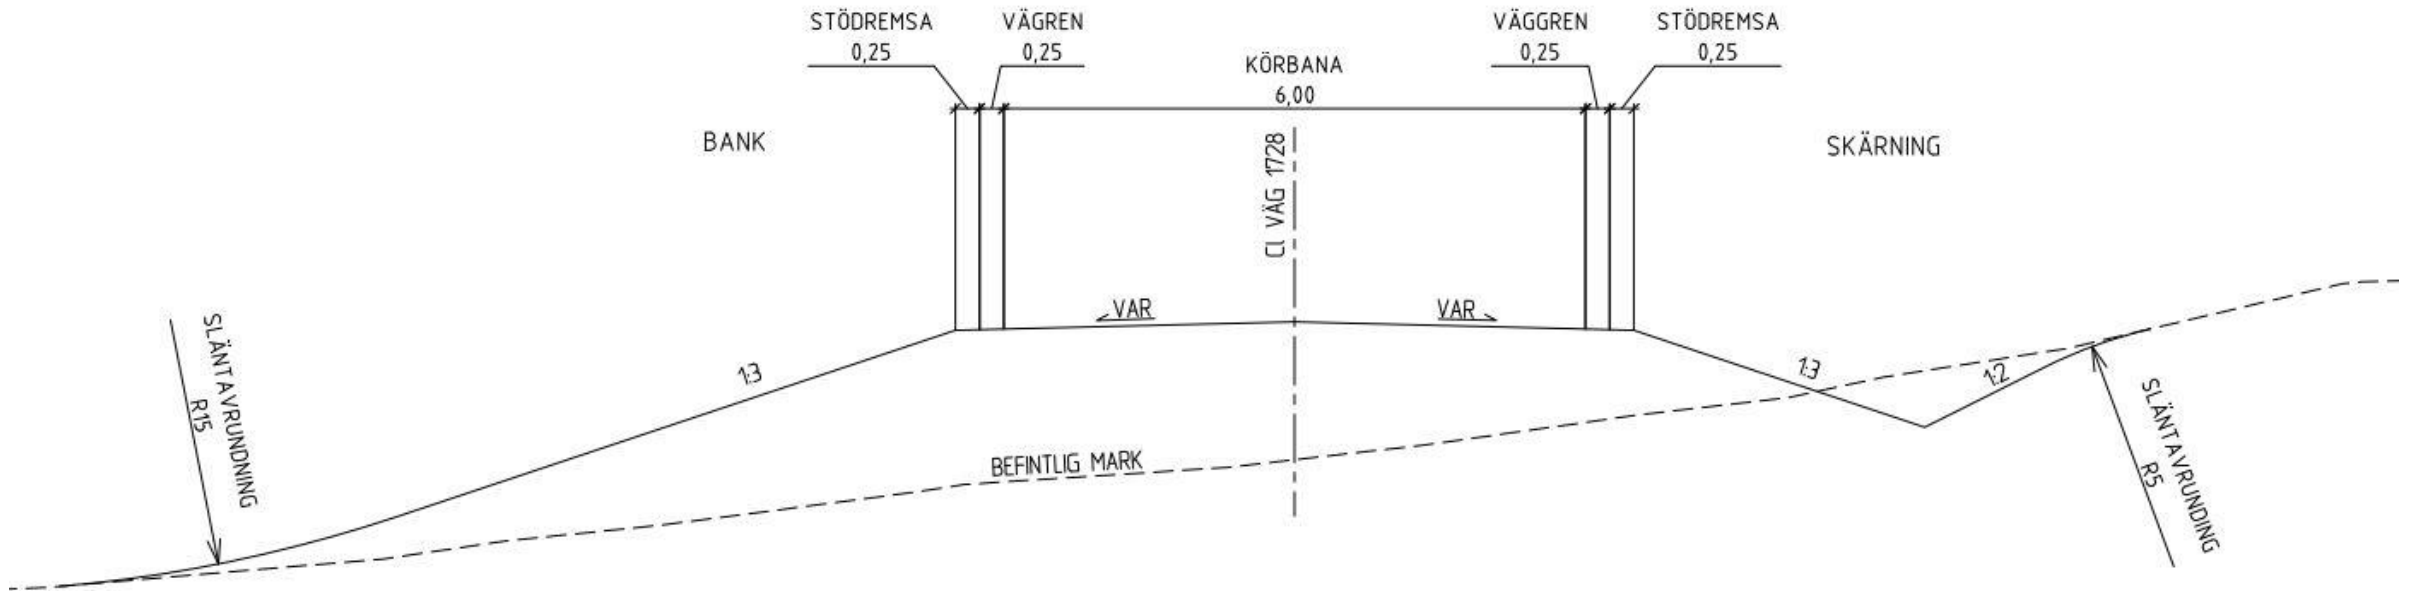 STÖDREMSA
0,25
VÄGREN
0,25
KÖRBANA
6,00
VÄGGREN
0,25
STÖDREMSA
0,25
BANK
CL VÄG 1728
SKÄRNING
VAR
VAR
SLÄNTAVRUNDNING
R15
1:3
1:3
1:2
BEFINTLIG MARK
SLÄNTAVRUNDING
R5